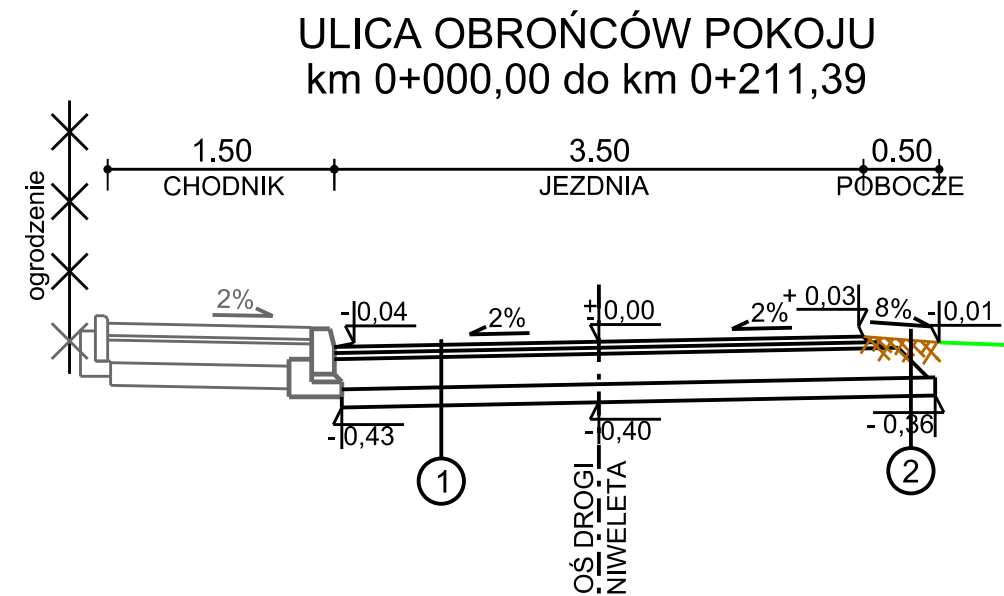 ULICA OBROŃCÓW POKOJU
km 0+000,00 do km 0+211,39
1.50
3.50
0.50
CHODNIK
JEZDNIA
POBOCZE
ogrodzenie
2%
- 0,04
2%
± 0,00
2%
+ 0,03
8%
- 0,01
- 0,43
- 0,40
- 0,36
1
2
OŚ DROGI
NIWELETA